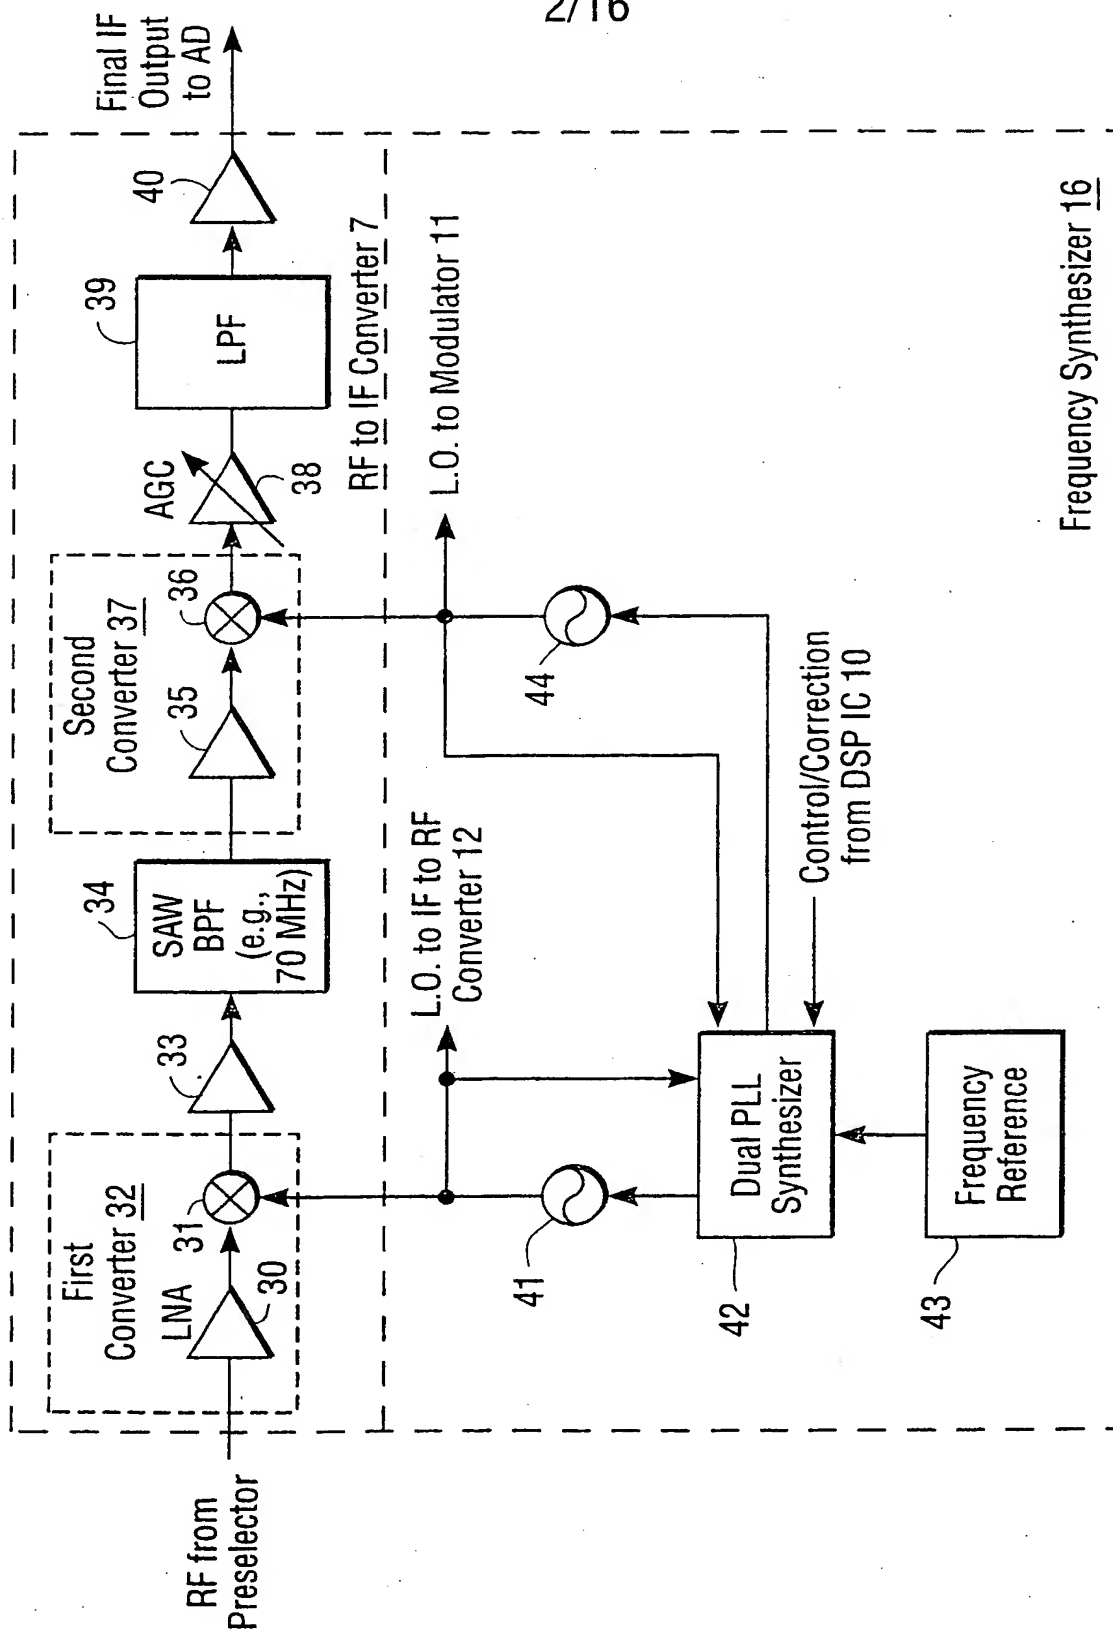 2/16
RF from
Preselector
First
Converter 32
LNA
30
31
33
34
SAW
BPF
(e.g.,
70 MHz)
Second
Converter 37
35
36
AGC
38
39
LPF
40
Final IF
Output
to AD
RF to IF Converter 7
L.O. to IF to RF
Converter 12
L.O. to Modulator 11
41
44
42
Dual PLL
Synthesizer
Control/Correction
from DSP IC 10
43
Frequency
Reference
Frequency Synthesizer 16